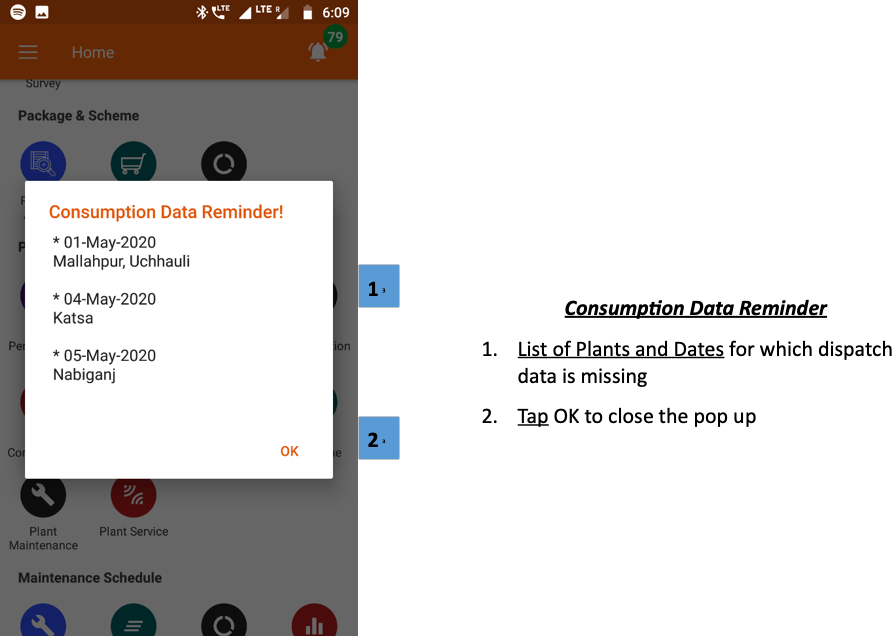 LTE LTE R 6:09
79
Home
Survey
Package & Scheme
Consumption Data Reminder!
* 01-May-2020
Mallahpur, Uchhauli
* 04-May-2020
Katsa
* 05-May-2020
Nabiganj
OK
Plant
Maintenance
Plant Service
Maintenance Schedule
1
2
Consumption Data Reminder
1. List of Plants and Dates for which dispatch
data is missing
2. Tap OK to close the pop up